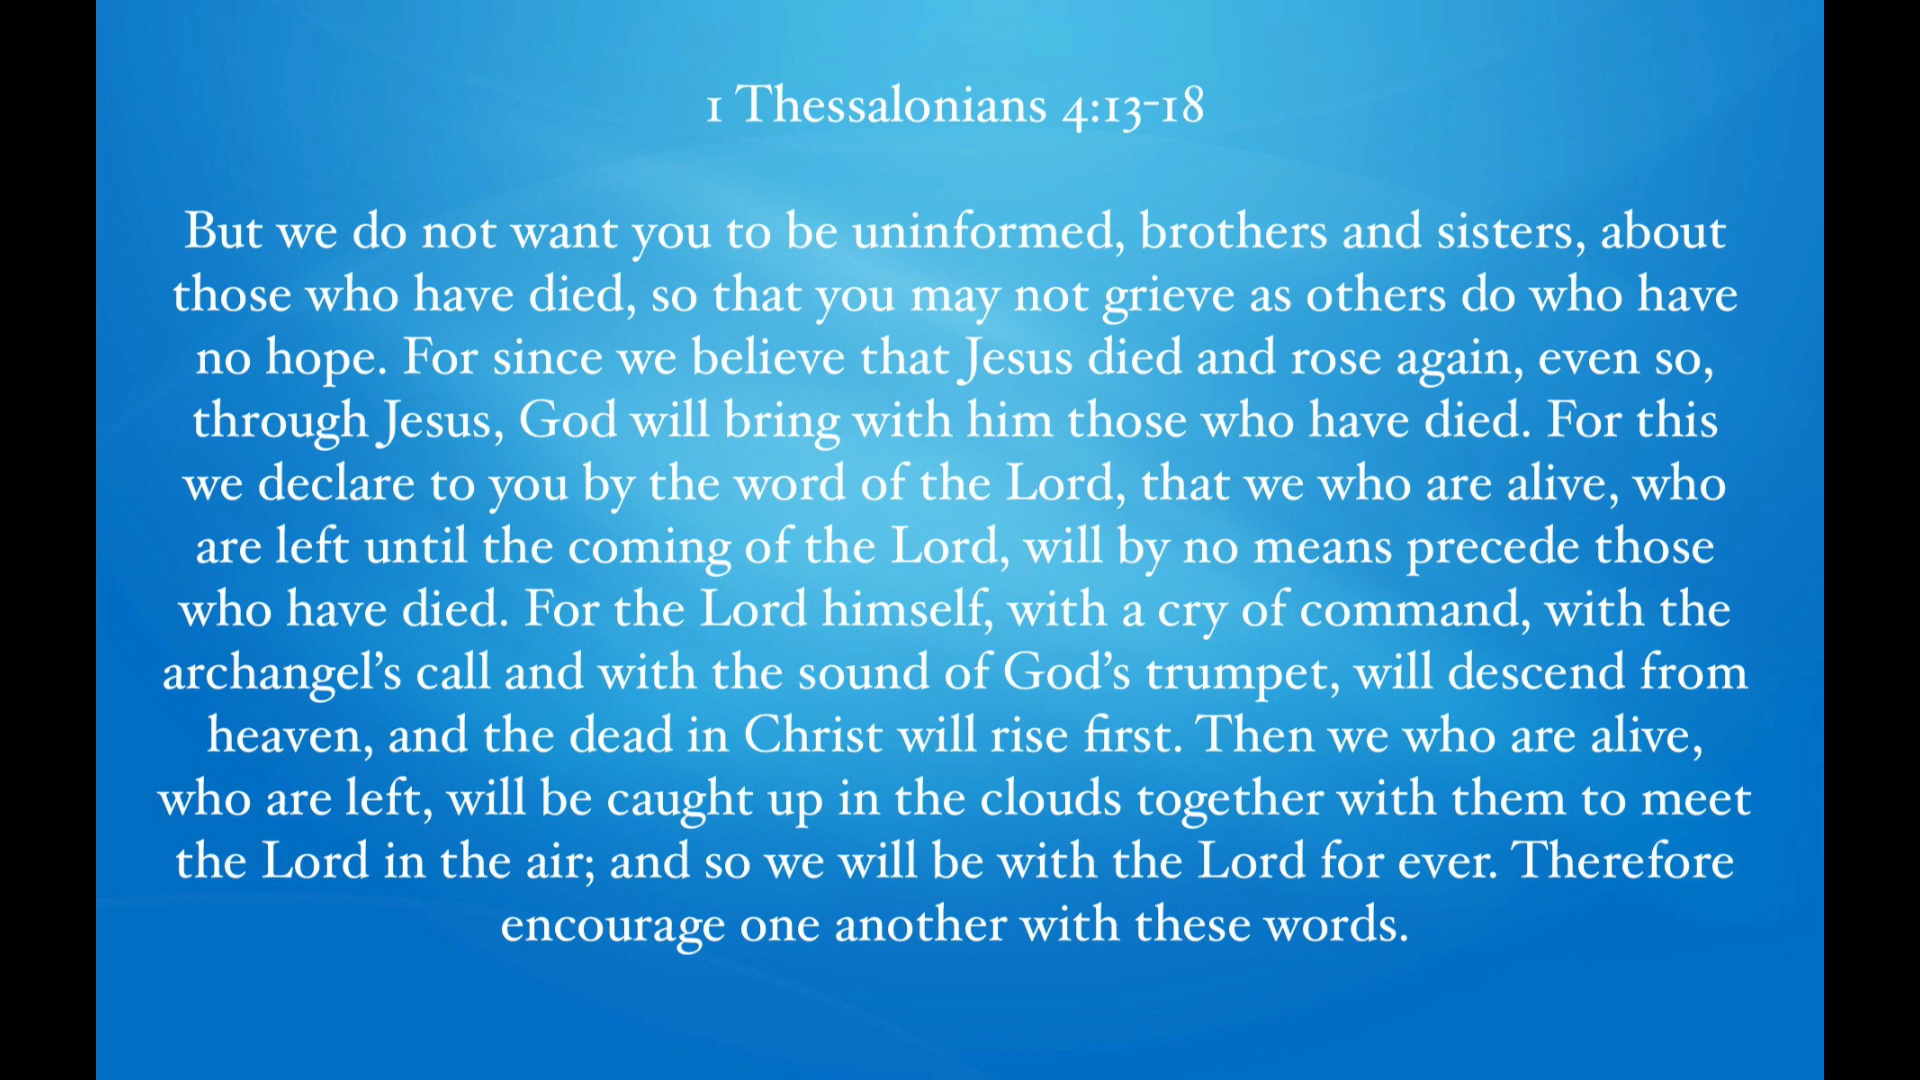 1 Thessalonians 4:13-18
But we do not want you to be uninformed, brothers and sisters, about
those who have died, so that you may not grieve as others do who have
no hope. For since we believe that Jesus died and rose again, even so,
through Jesus, God will bring with him those who have died. For this
we declare to you by the word of the Lord, that we who are alive, who
are left until the coming of the Lord, will by no means precede those
who have died. For the Lord himself, with a cry of command, with the
archangel’s call and with the sound of God’s trumpet, will descend from
heaven, and the dead in Christ will rise first. Then we who are alive,
who are left, will be caught up in the clouds together with them to meet
the Lord in the air; and so we will be with the Lord for ever. Therefore
encourage one another with these words.